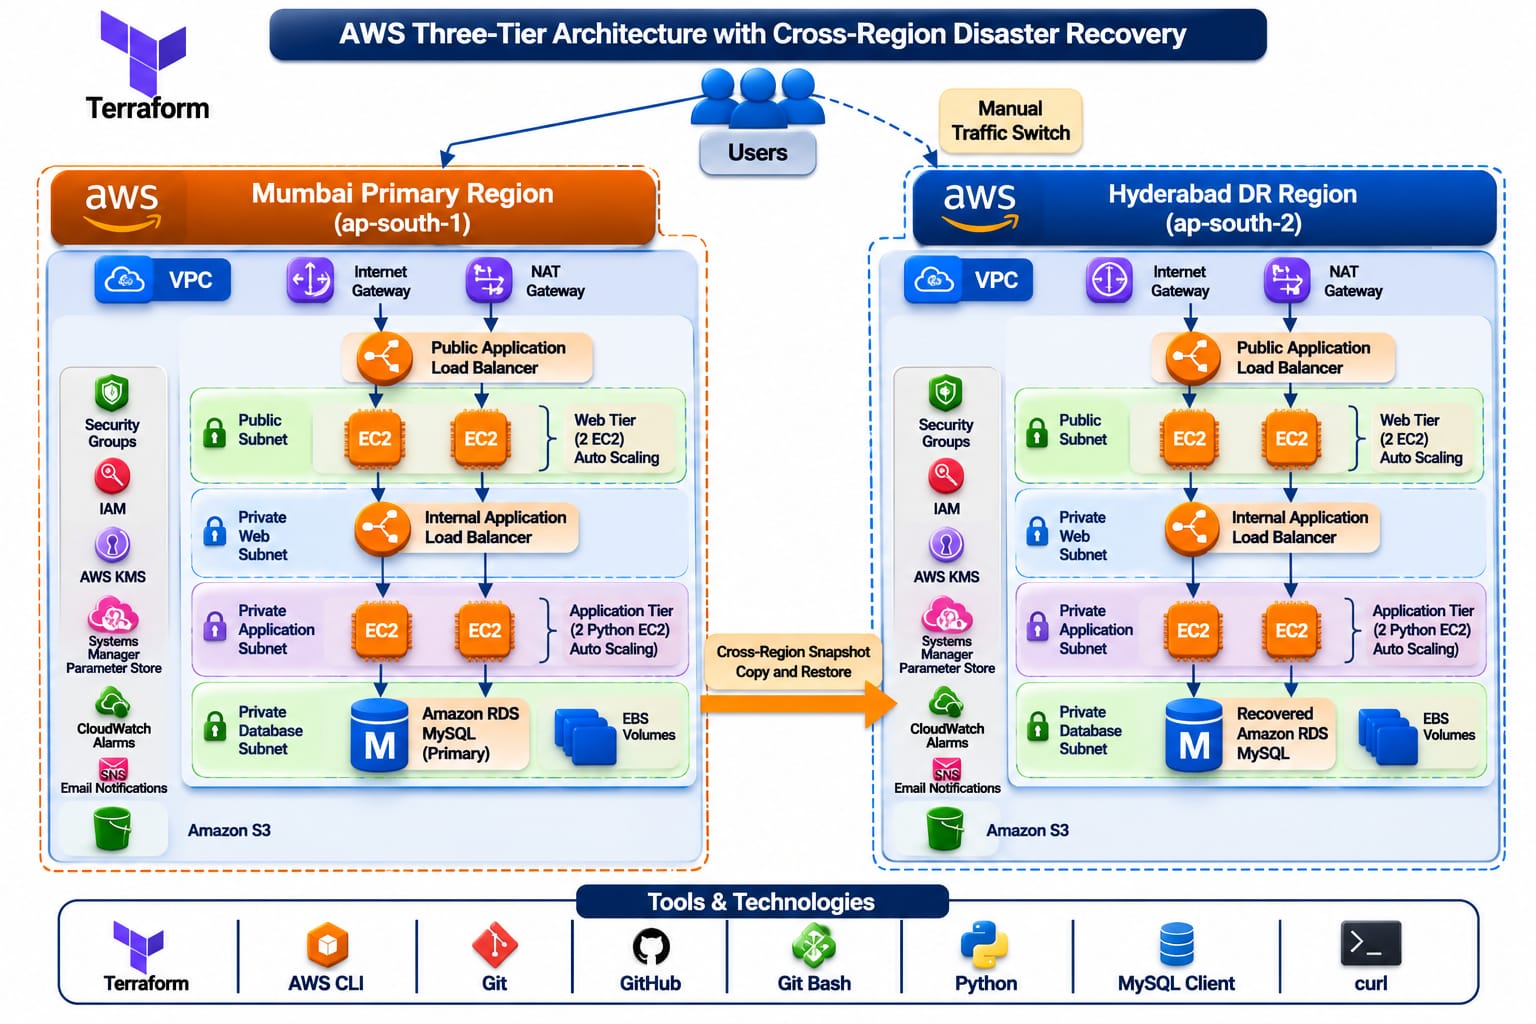 AWS Three-Tier Architecture with Cross-Region Disaster Recovery
Terraform
Users
Manual
Traffic Switch
aws
Mumbai Primary Region
(ap-south-1)
VPC
Internet
Gateway
NAT
Gateway
Public Application
Load Balancer
Security
Groups
IAM
AWS KMS
Systems
Manager
Parameter Store
CloudWatch
Alarms
SNS
Email Notifications
Amazon S3
Public
Subnet
EC2
EC2
Web Tier
(2 EC2)
Auto Scaling
Private
Web
Subnet
Internal Application
Load Balancer
Private
Application
Subnet
EC2
EC2
Application Tier
(2 Python EC2)
Auto Scaling)
Private
Database
Subnet
M
Amazon RDS
MySQL
(Primary)
EBS
Volumes
Cross-Region Snapshot
Copy and Restore
aws
Hyderabad DR Region
(ap-south-2)
VPC
Internet
Gateway
NAT
Gateway
Public Application
Load Balancer
Security
Groups
IAM
AWS KMS
Systems
Manager
Parameter Store
CloudWatch
Alarms
SNS
Email Notifications
Amazon S3
Public
Subnet
EC2
EC2
Web Tier
(2 EC2)
Auto Scaling
Private
Web
Subnet
Internal Application
Load Balancer
Private
Application
Subnet
EC2
EC2
Application Tier
(2 Python EC2)
Auto Scaling)
Private
Database
Subnet
M
Recovered
Amazon RDS
MySQL
EBS
Volumes
Tools & Technologies
Terraform
AWS CLI
Git
GitHub
Git Bash
Python
MySQL Client
>_
curl